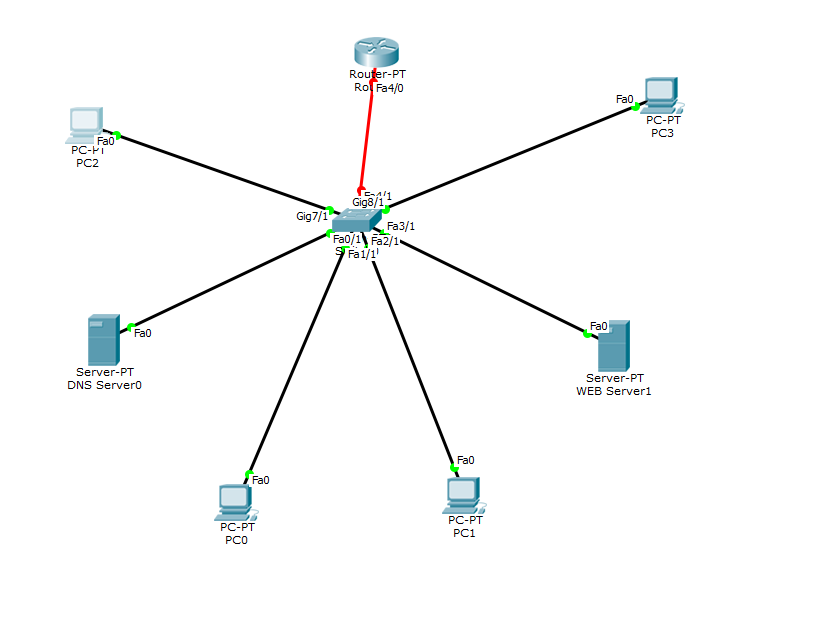 Router-PT
Fa4/0
Fa0
PC-PT
PC3
Fa0
PC-PT
PC2
Fa4/1
Gig8/1
Gig7/1
Fa3/1
Fa0/1
Fa2/1
Fa1/1
Fa0
Server-PT
DNS Server0
Fa0
Server-PT
WEB Server1
Fa0
PC-PT
PC0
Fa0
PC-PT
PC1